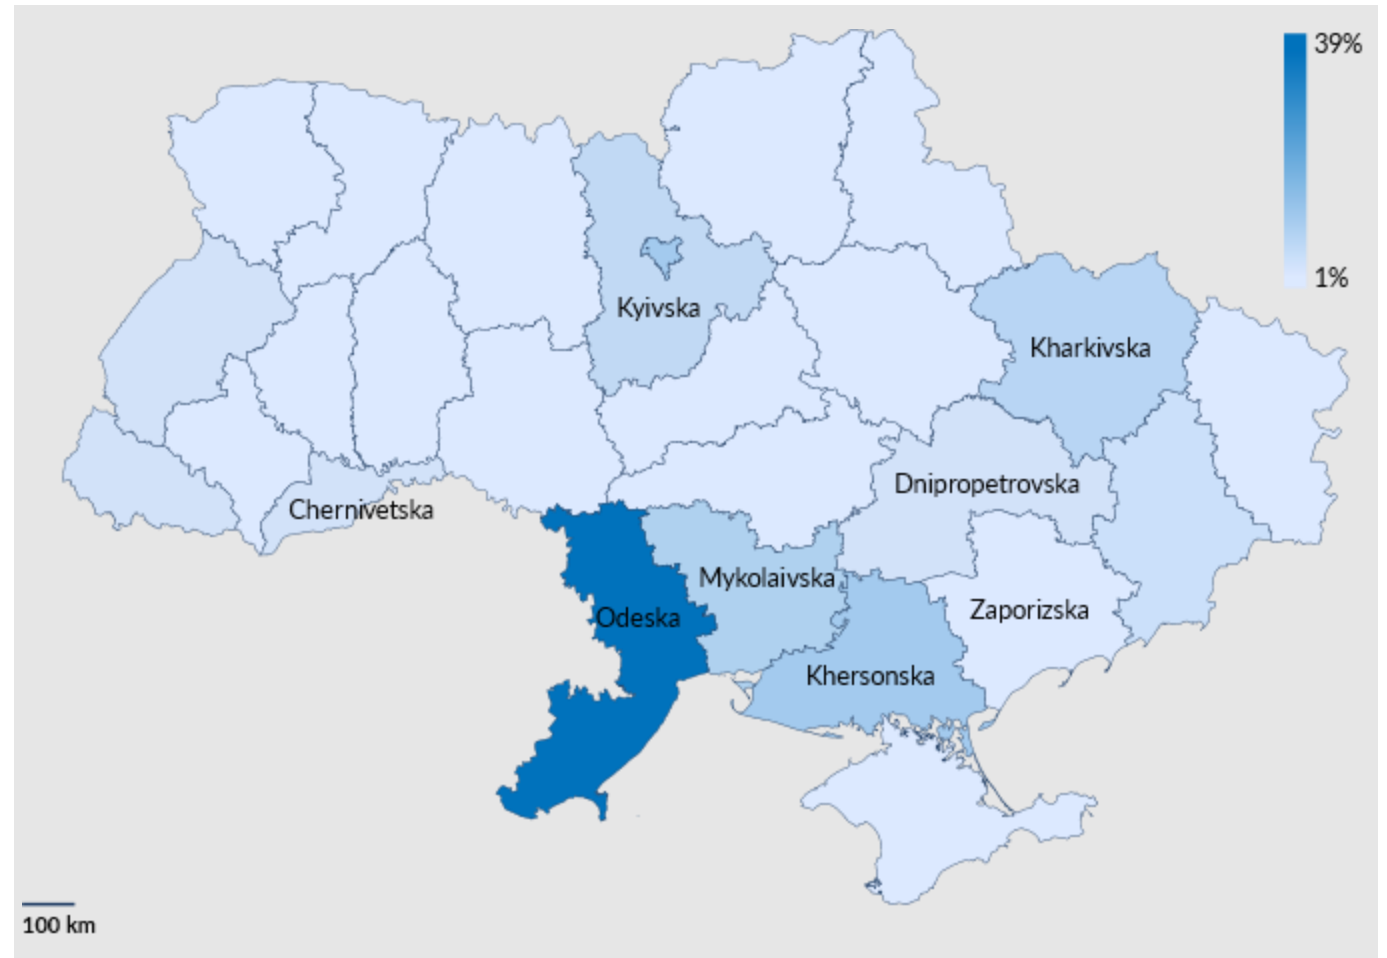 39%
1%
Kyivska
Kharkivska
Dnipropetrovska
Chernivetska
Mykolaivska
Zaporizska
Odeska
Khersonska
100 km